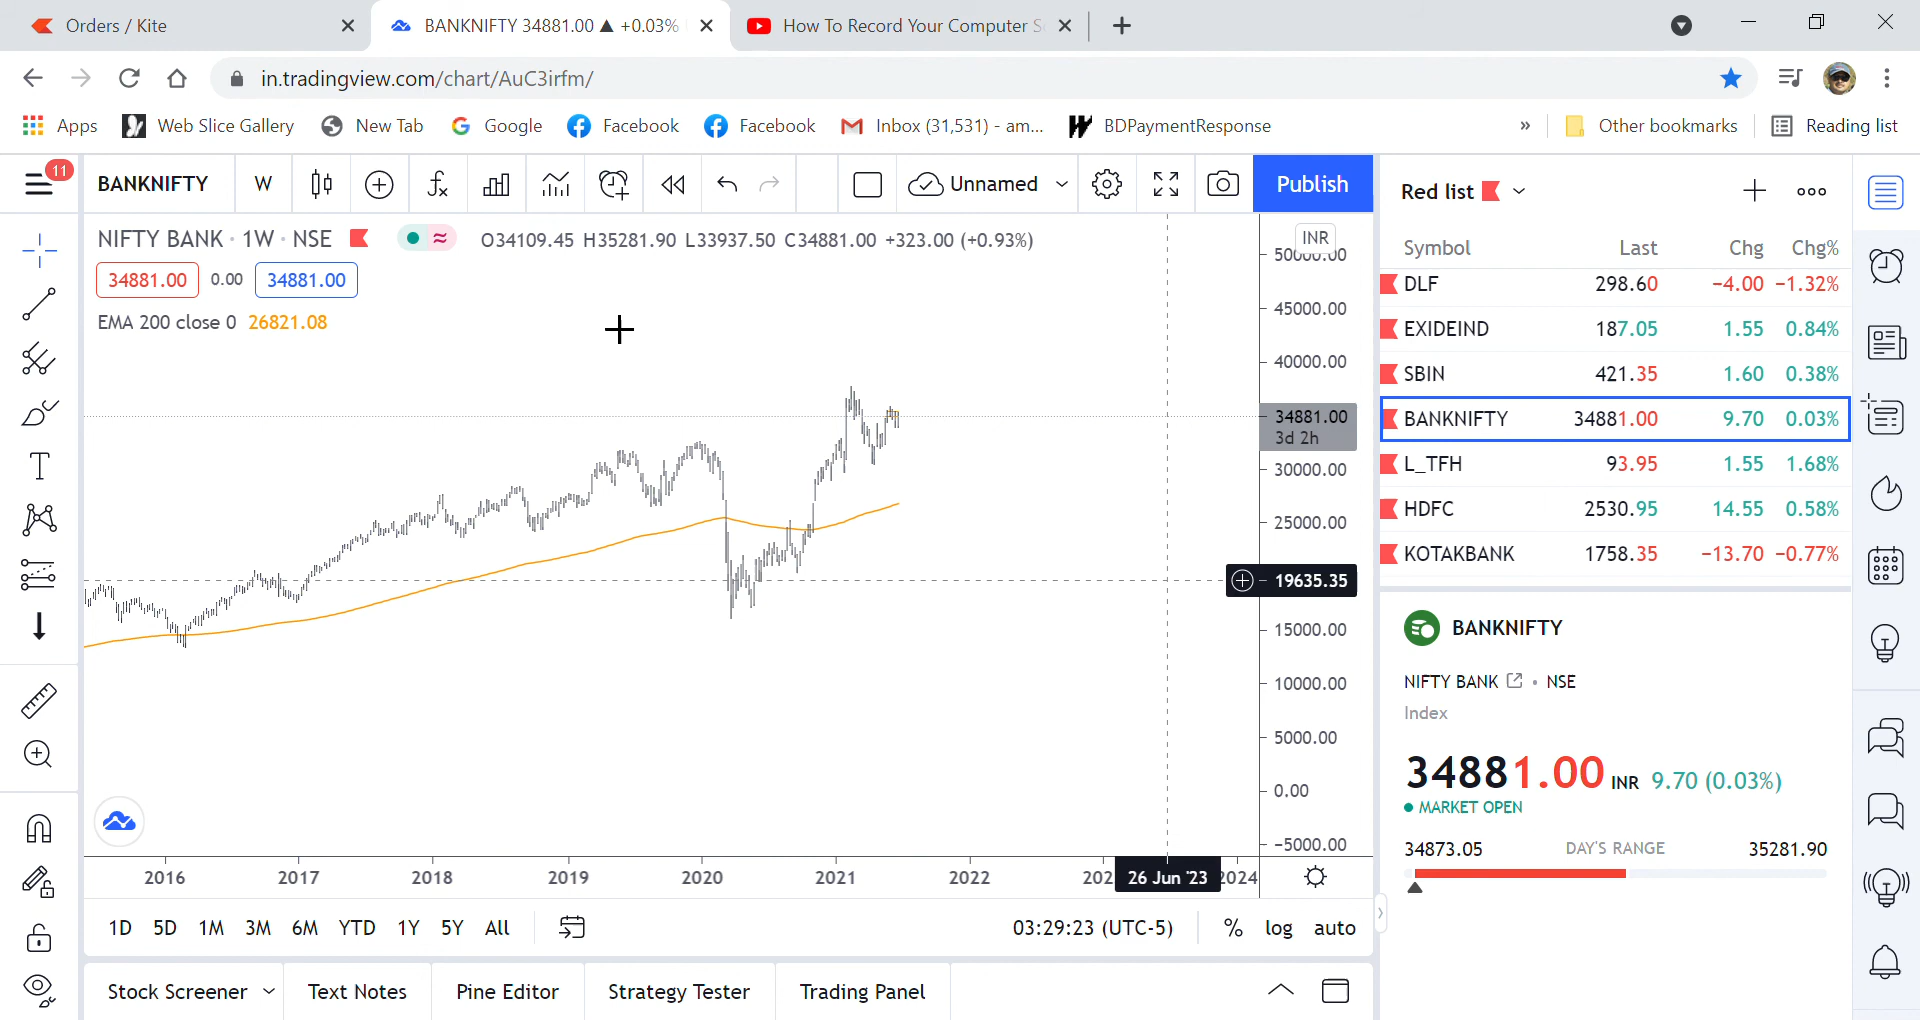 Orders / Kite
BANKNIFTY 34881.00 ▲ +0.03%
How To Record Your Computer S
in.tradingview.com/chart/AuC3irfm/
Apps
Web Slice Gallery
New Tab
Google
Facebook
Facebook
Inbox (31,531) - am...
BDPaymentResponse
»
Other bookmarks
Reading list
11
BANKNIFTY
W
Unnamed
Publish
NIFTY BANK · 1W · NSE
O34109.45 H35281.90 L33937.50 C34881.00 +323.00 (+0.93%)
34881.00
0.00
34881.00
EMA 200 close 0 26821.08
INR
50000.00
45000.00
40000.00
34881.00
3d 2h
30000.00
25000.00
19635.35
15000.00
10000.00
5000.00
0.00
-5000.00
2016
2017
2018
2019
2020
2021
2022
202
26 Jun '23
2024
1D
5D
1M
3M
6M
YTD
1Y
5Y
All
03:29:23 (UTC-5)
%
log
auto
Stock Screener
Text Notes
Pine Editor
Strategy Tester
Trading Panel
Red list
Symbol Last Chg Chg%
DLF 298.60 −4.00 −1.32%
EXIDEIND 187.05 1.55 0.84%
SBIN 421.35 1.60 0.38%
BANKNIFTY 34881.00 9.70 0.03%
L_TFH 93.95 1.55 1.68%
HDFC 2530.95 14.55 0.58%
KOTAKBANK 1758.35 −13.70 −0.77%
BANKNIFTY
NIFTY BANK • NSE
Index
34881.00 INR 9.70 (0.03%)
MARKET OPEN
34873.05 DAY'S RANGE 35281.90